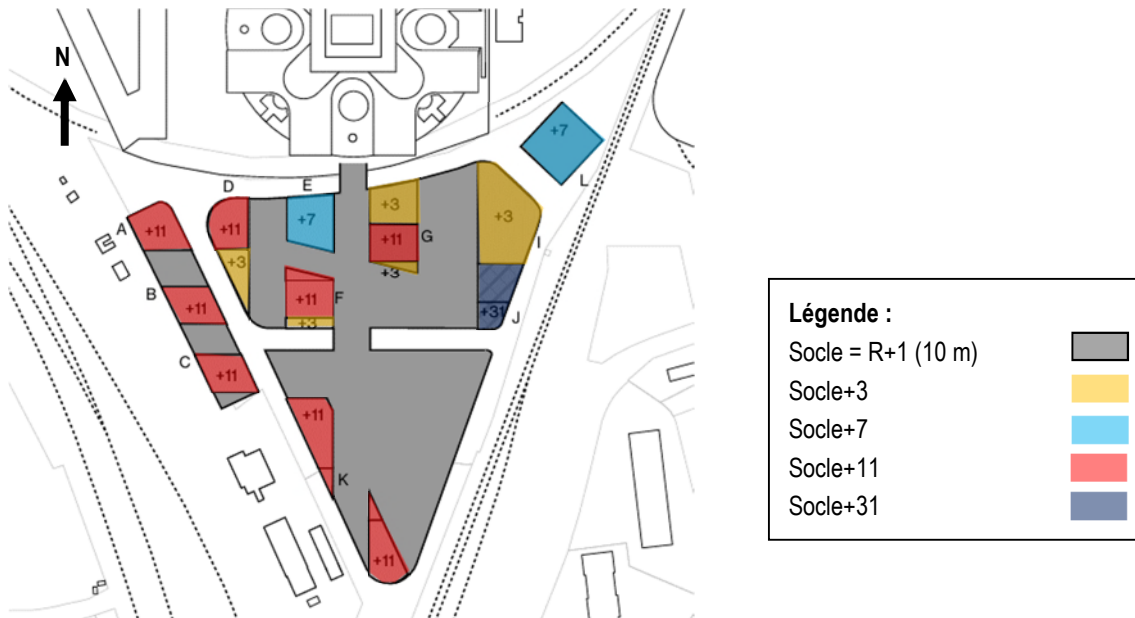 N
+7
D
E
L
A
+11
+11
+7
+3
+3
G
+11
I
+3
+3
B
+11
F
+11
+31
J
+3
C
+11
+11
K
+11
Légende :
Socle = R+1 (10 m)
Socle+3
Socle+7
Socle+11
Socle+31